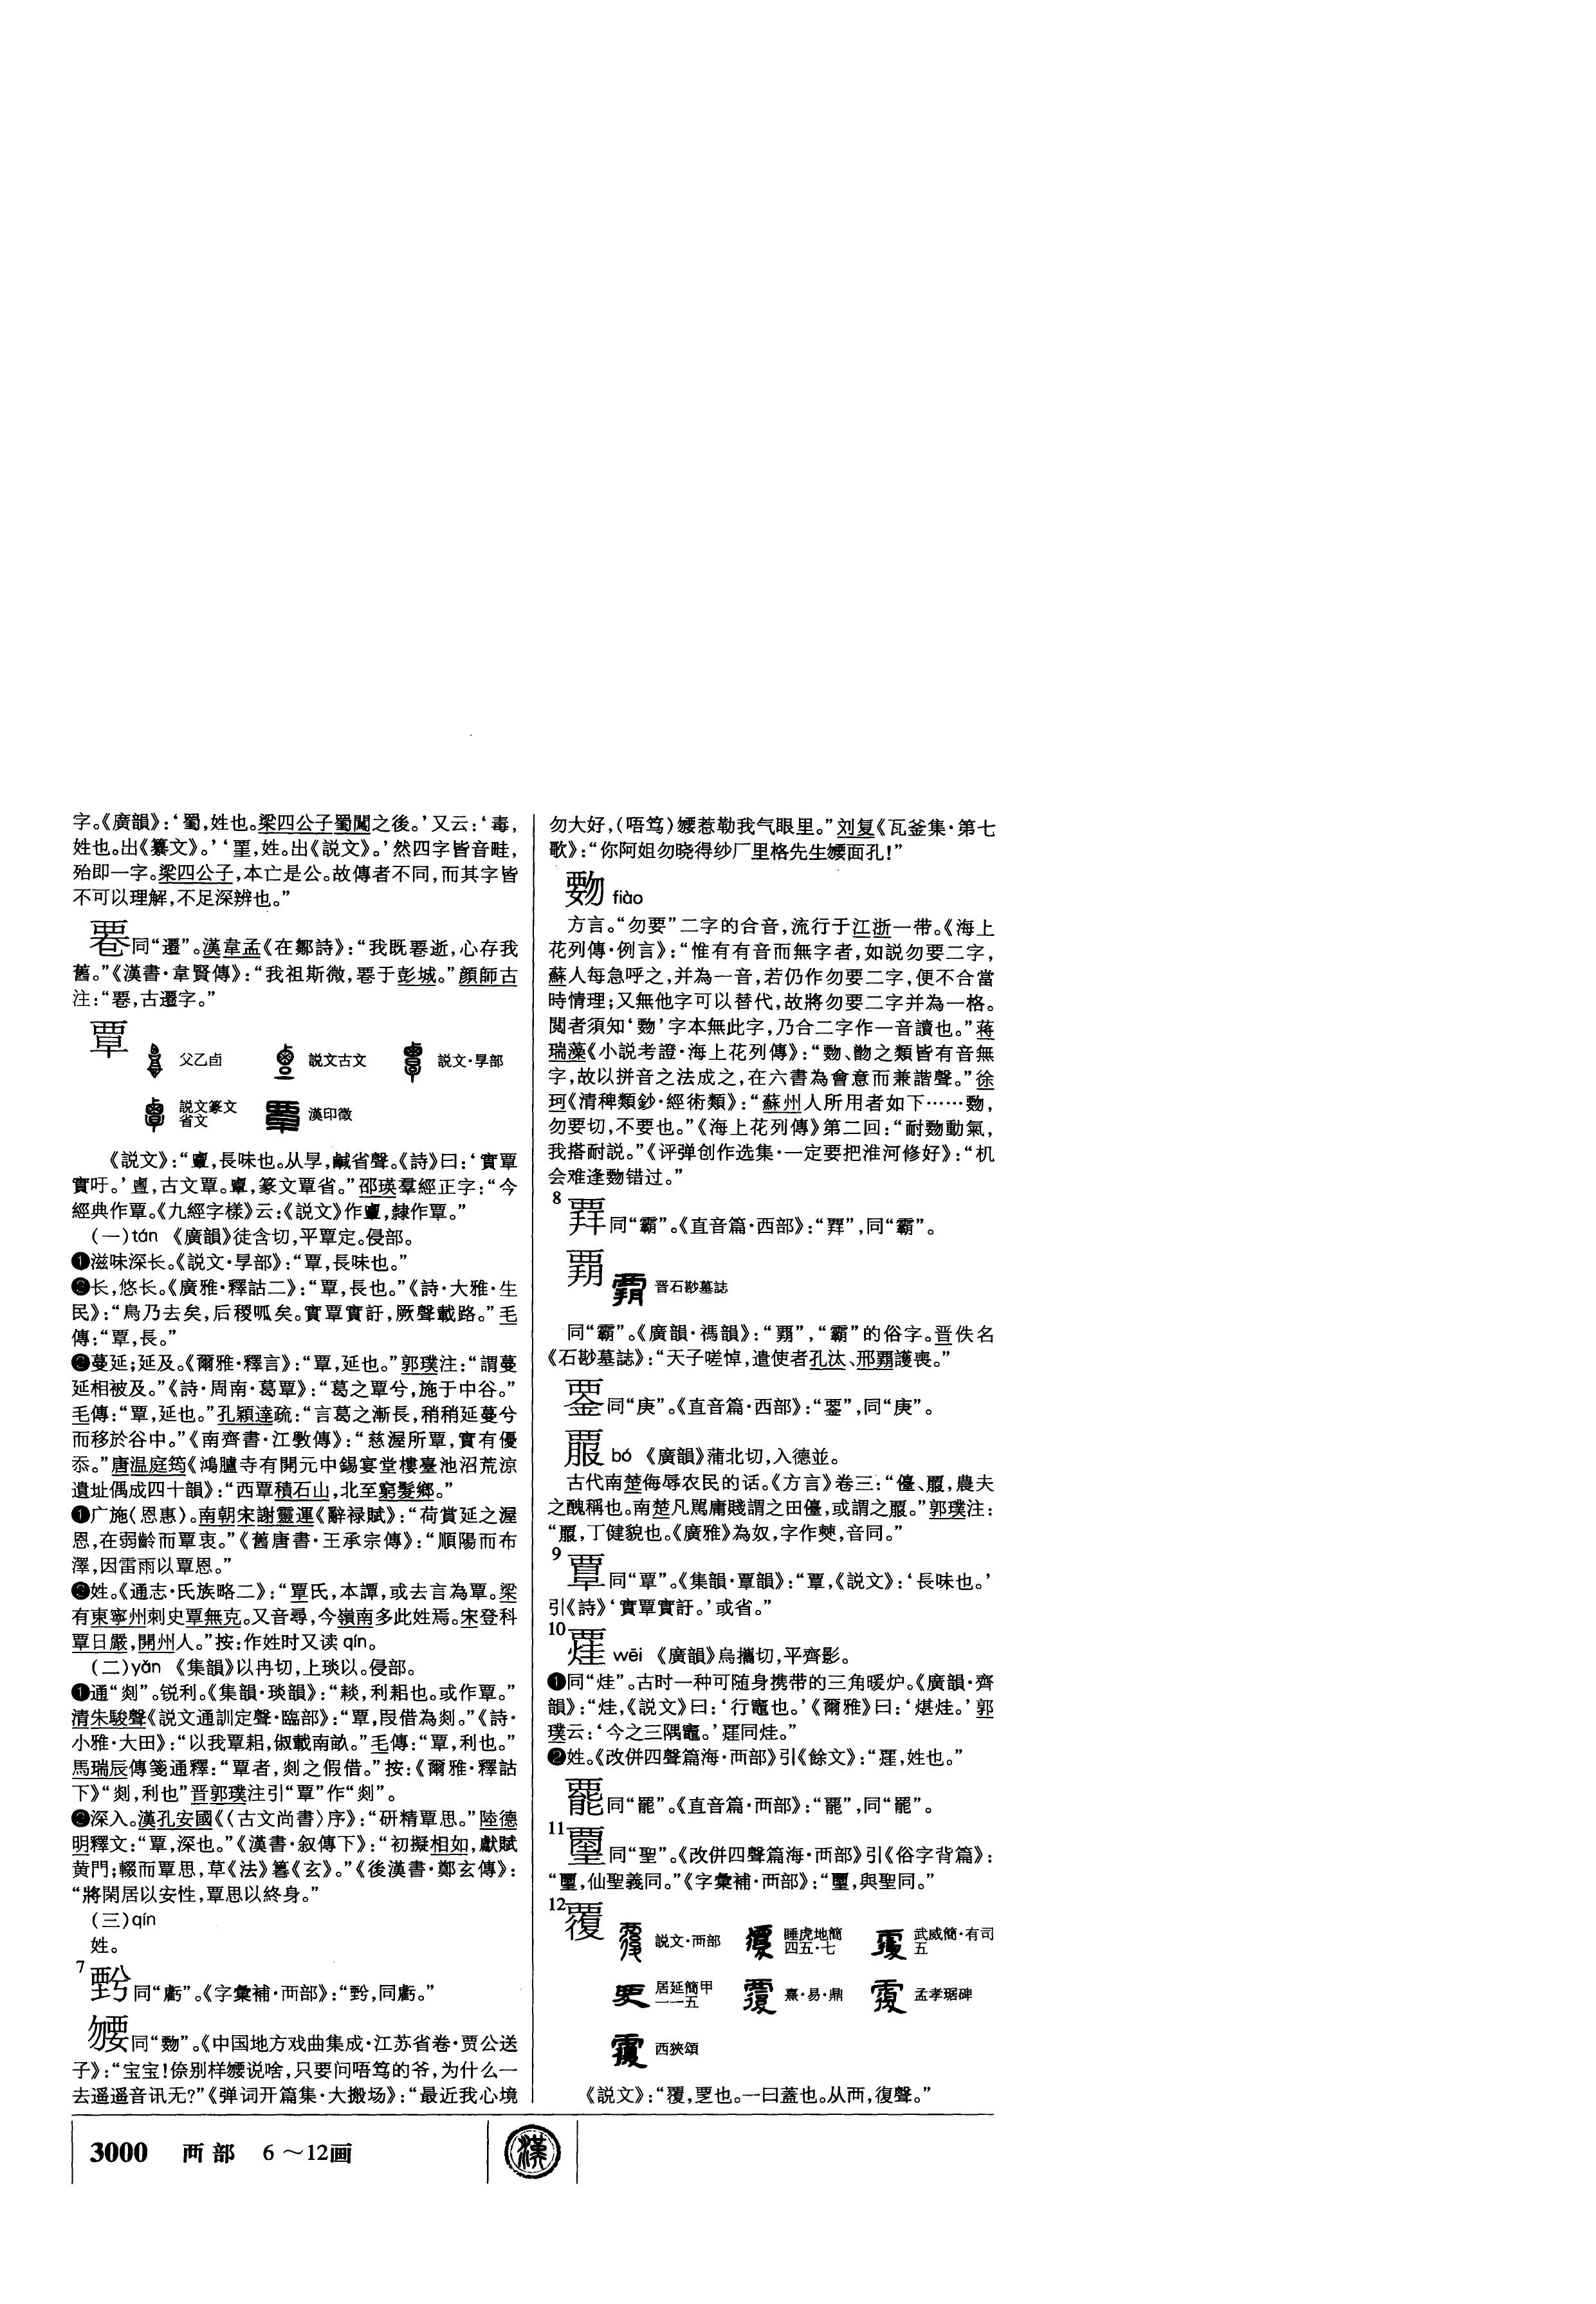 字。《廣韻》：‘蜀，姓也。梁四公子蜀闖之後。’又云：‘毒，
姓也。出《纂文》。’‘罣，姓。出《説文》。’然四字皆音畦，
殆即一字。梁四公子，本亡是公。故傳者不同，而其字皆
不可以理解，不足深辨也。”
同“遷”。漢韋孟《在鄒詩》：“我既䙴逝，心存我
舊。”《漢書·韋賢傳》：“我祖斯微，䙴于彭城。”顔師古
注：“䙴，古遷字。”
覃
父乙卣 説文古文 説文·㫗部
説文篆文
省文 漢印徵
《説文》：“，長味也。从㫗，鹹省聲。《詩》曰：‘實覃
實吁。’，古文覃。，篆文覃省。”邵瑛羣經正字：“今
經典作覃。《九經字樣》云：《説文》作，隸作覃。”
（一）tán 《廣韻》徒含切，平覃定。侵部。
❶滋味深长。《説文·㫗部》：“覃，長味也。”
❷长，悠长。《廣雅·釋詁二》：“覃，長也。”《詩·大雅·生
民》：“鳥乃去矣，后稷呱矣。實覃實訏，厥聲載路。”毛
傳：“覃，長。”
❸蔓延；延及。《爾雅·釋言》：“覃，延也。”郭璞注：“謂蔓
延相被及。”《詩·周南·葛覃》：“葛之覃兮，施于中谷。”
毛傳：“覃，延也。”孔穎達疏：“言葛之漸長，稍稍延蔓兮
而移於谷中。”《南齊書·江斅傳》：“慈渥所覃，實有優
忝。”唐温庭筠《鴻臚寺有開元中錫宴堂樓臺池沼荒涼
遺址偶成四十韻》：“西覃積石山，北至窮髮鄉。”
❹广施（恩惠）。南朝宋謝靈運《辭禄賦》：“荷賞延之渥
恩，在弱齡而覃衷。”《舊唐書·王承宗傳》：“順陽而布
澤，因雷雨以覃恩。”
❺姓。《通志·氏族略二》：“覃氏，本譚，或去言為覃。梁
有東寧州刺史覃無克。又音尋，今嶺南多此姓焉。宋登科
覃日嚴，開州人。”按：作姓时又读 qín。
（二）yǎn 《集韻》以冉切，上琰以。侵部。
❶通“剡”。锐利。《集韻·琰韻》：“䅬，利耜也。或作覃。”
清朱駿聲《説文通訓定聲·臨部》：“覃，叚借為剡。”《詩·
小雅·大田》：“以我覃耜，俶載南畝。”毛傳：“覃，利也。”
馬瑞辰傳箋通釋：“覃者，剡之假借。”按：《爾雅·釋詁
下》“剡，利也”晋郭璞注引“覃”作“剡”。
❷深入。漢孔安國《〈古文尚書〉序》：“研精覃思。”陸德
明釋文：“覃，深也。”《漢書·叙傳下》：“初擬相如，獻賦
黄門；輟而覃思，草《法》篹《玄》。”《後漢書·鄭玄傳》：
“將閑居以安性，覃思以終身。”
（三）qín
姓。
7
同“虧”。《字彙補·襾部》：“，同虧。”
同“覅”。《中国地方戏曲集成·江苏省卷·贾公送
子》：“宝宝！倷别样说啥，只要问唔笃的爷，为什么一
去遥遥音讯无？”《弹词开篇集·大搬场》：“最近我心境
勿大好，（唔笃）惹勒我气眼里。”刘复《瓦釜集·第七
歌》：“你阿姐勿晓得纱厂里格先生面孔！”
覅 fiào
方言。“勿要”二字的合音，流行于江浙一带。《海上
花列傳·例言》：“惟有有音而無字者，如説勿要二字，
蘇人每急呼之，并為一音，若仍作勿要二字，便不合當
時情理；又無他字可以替代，故將勿要二字并為一格。
閲者須知‘覅’字本無此字，乃合二字作一音讀也。”蒋
瑞藻《小説考證·海上花列傳》：“覅、朆之類皆有音無
字，故以拼音之法成之，在六書為會意而兼諧聲。”徐
珂《清稗類鈔·經術類》：“蘇州人所用者如下……覅，
勿要切，不要也。”《海上花列傳》第二回：“耐覅動氣，
我搭耐説。”《评弹创作选集·一定要把淮河修好》：“机
会难逢覅错过。”
8
同“霸”。《直音篇·西部》：“”，同“霸”。
覇 晋石尠墓誌
同“霸”。《廣韻·禡韻》：“覇”，“霸”的俗字。晋佚名
《石尠墓誌》：“天子嗟悼，遣使者孔汰、邢覇護喪。”
同“庚”。《直音篇·西部》：“”，同“庚”。
bó 《廣韻》蒲北切，入德並。
古代南楚侮辱农民的话。《方言》卷三：“儓、，農夫
之醜稱也。南楚凡駡庸賤謂之田儓，或謂之。”郭璞注：
“，丁健貌也。《廣雅》為奴，字作僰，音同。”
9
同“覃”。《集韻·覃韻》：“覃，《説文》：‘長味也。’
引《詩》‘實覃實訏。’或省。”
10
wēi 《廣韻》烏攜切，平齊影。
❶同“烓”。古时一种可随身携带的三角暖炉。《廣韻·齊
韻》：“烓，《説文》曰：‘行竈也。’《爾雅》曰：‘煁烓。’郭
璞云：‘今之三隅竈。’同烓。”
❷姓。《改併四聲篇海·襾部》引《餘文》：“，姓也。”
同“罷”。《直音篇·襾部》：“”，同“罷”。
11
同“聖”。《改併四聲篇海·襾部》引《俗字背篇》：
“，仙聖義同。”《字彙補·襾部》：“，與聖同。”
12
覆 説文·襾部 睡虎地簡
四五·七 武威簡·有司
五
居延簡甲
一一五 熹·易·鼎 孟孝琚碑
西狹頌
《説文》：“覆，覂也。一曰蓋也。从襾，復聲。”
3000 襾部 6～12画
漢